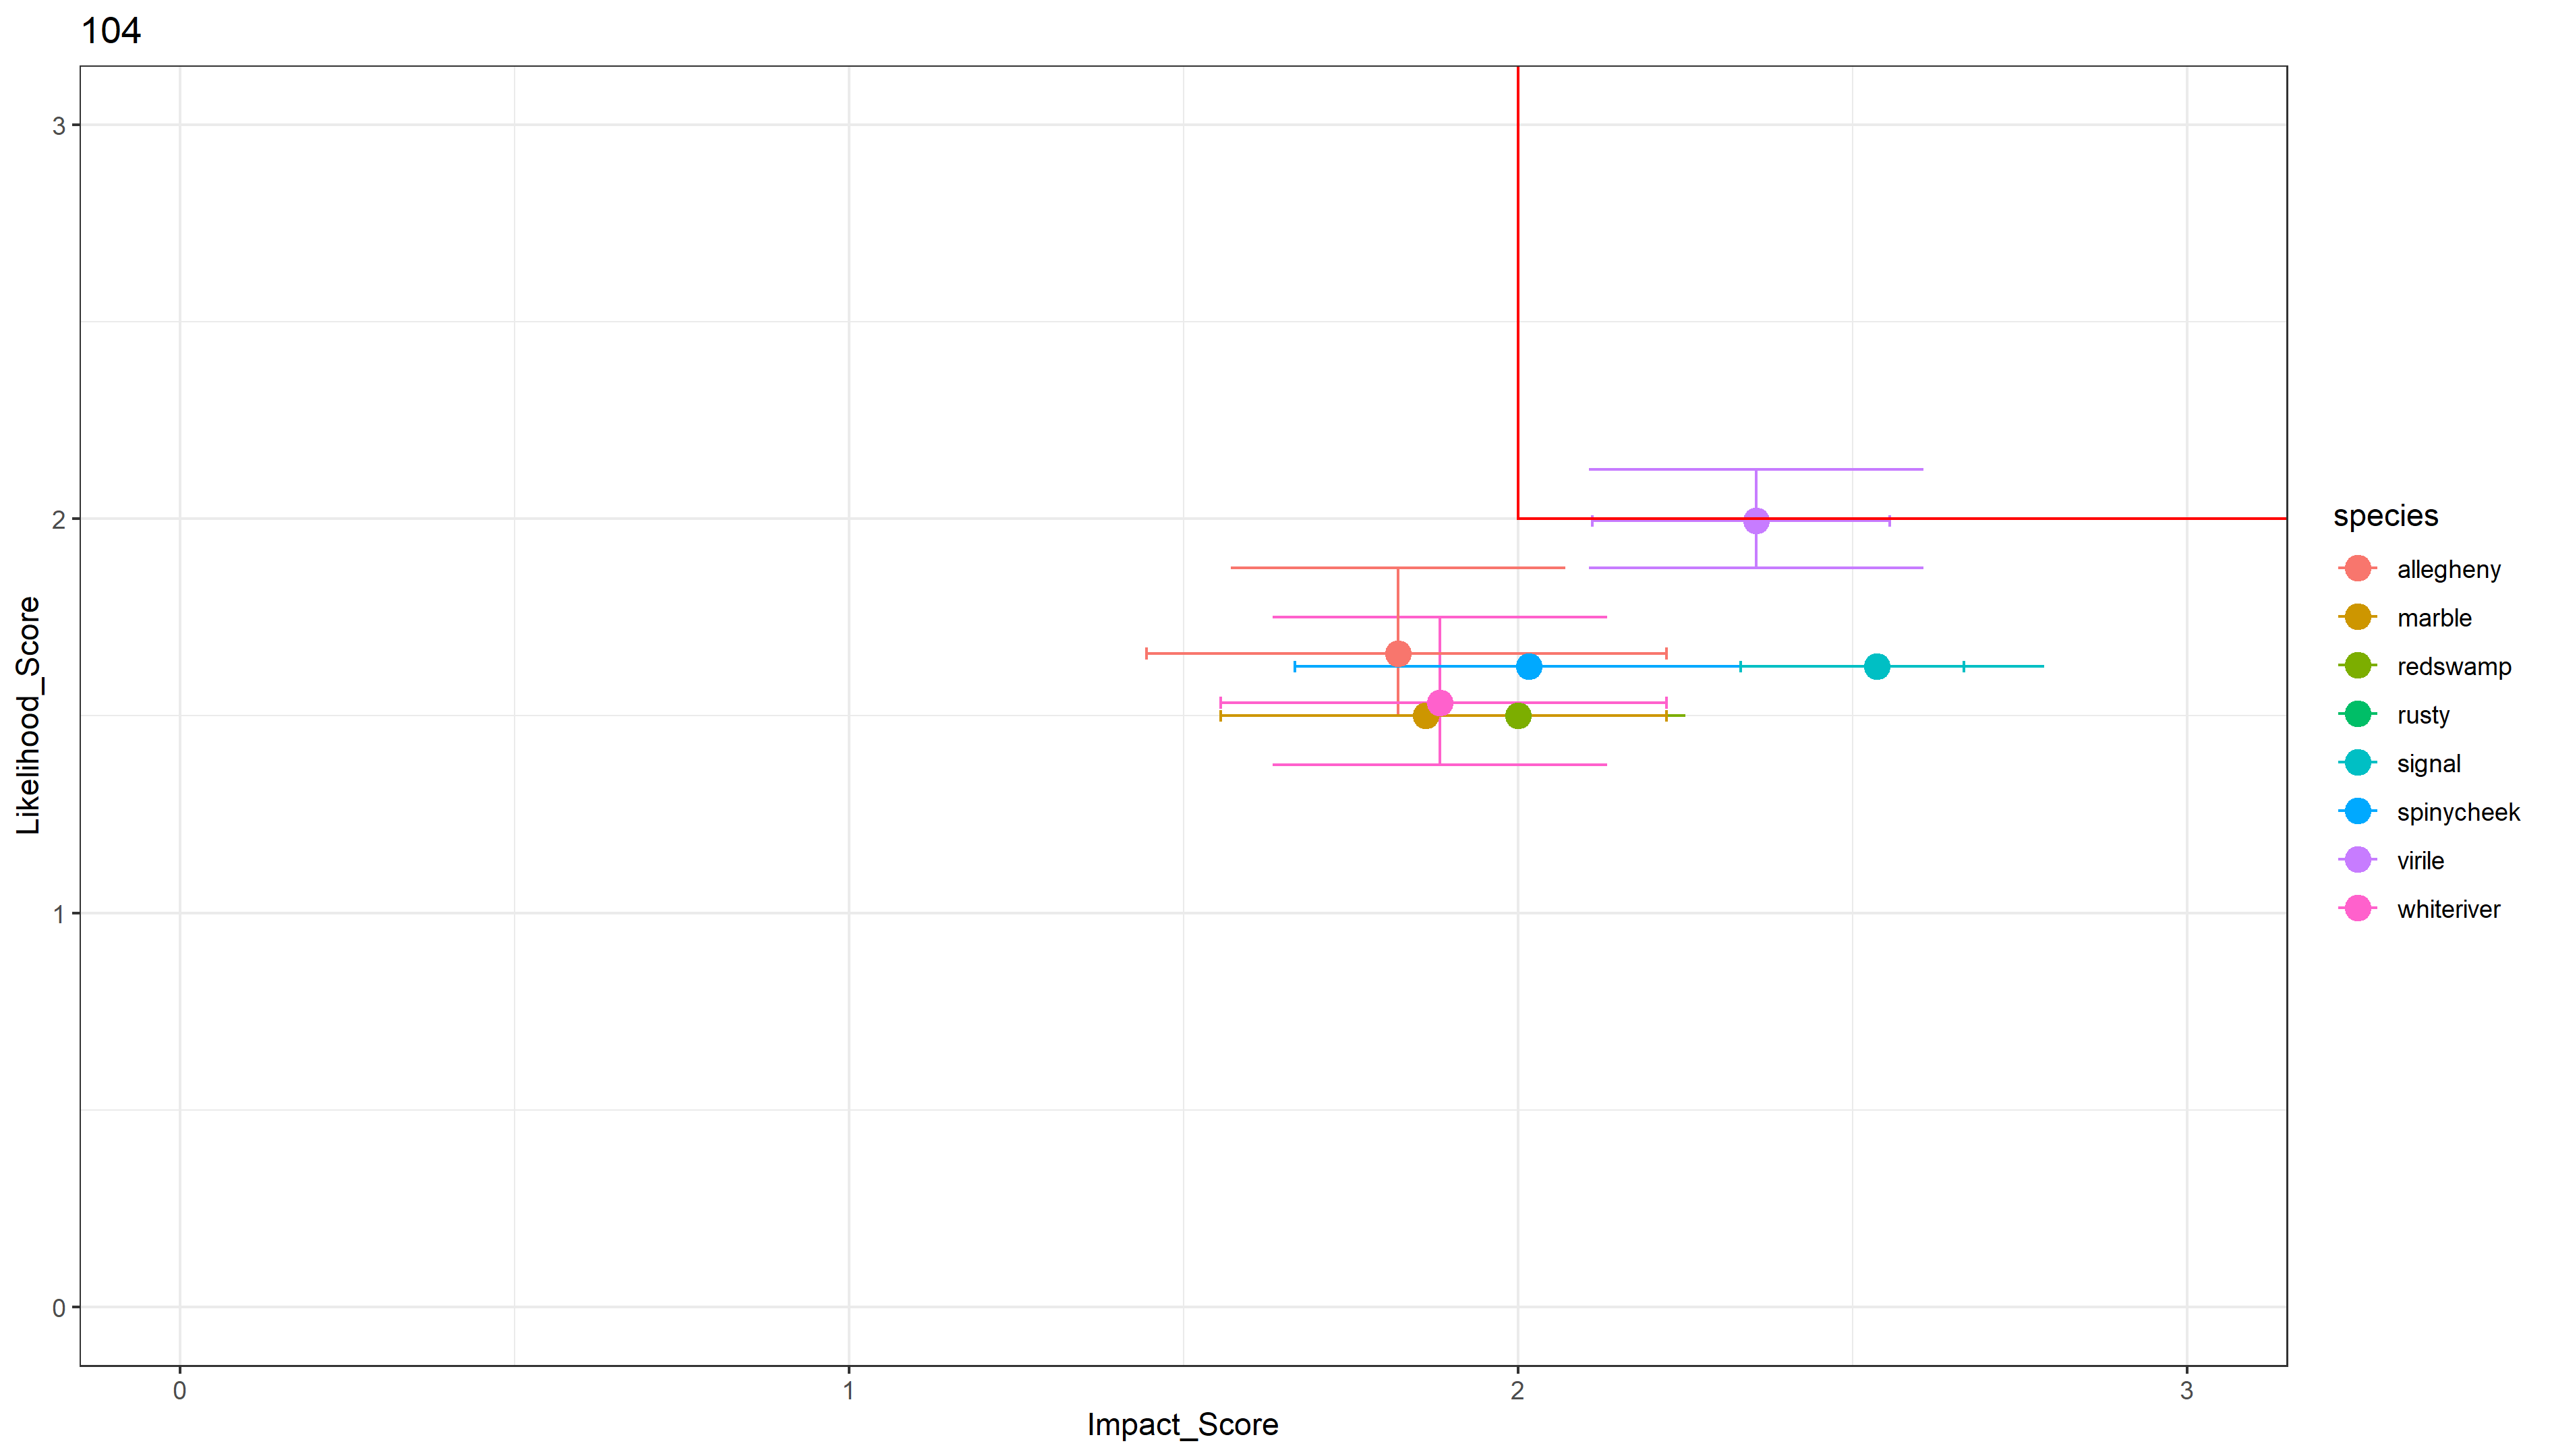 104
3
2
1
0
Likelihood_Score
0
1
2
3
Impact_Score
species
allegheny
marble
redswamp
rusty
signal
spinycheek
virile
whiteriver